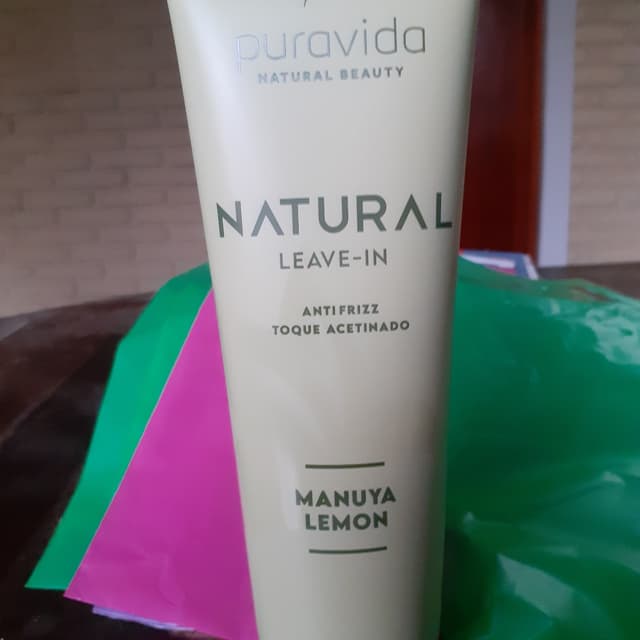 puravida
NATURAL BEAUTY
NATURAL
LEAVE-IN
ANTIFRIZZ
TOQUE ACETINADO
MANUYA
LEMON